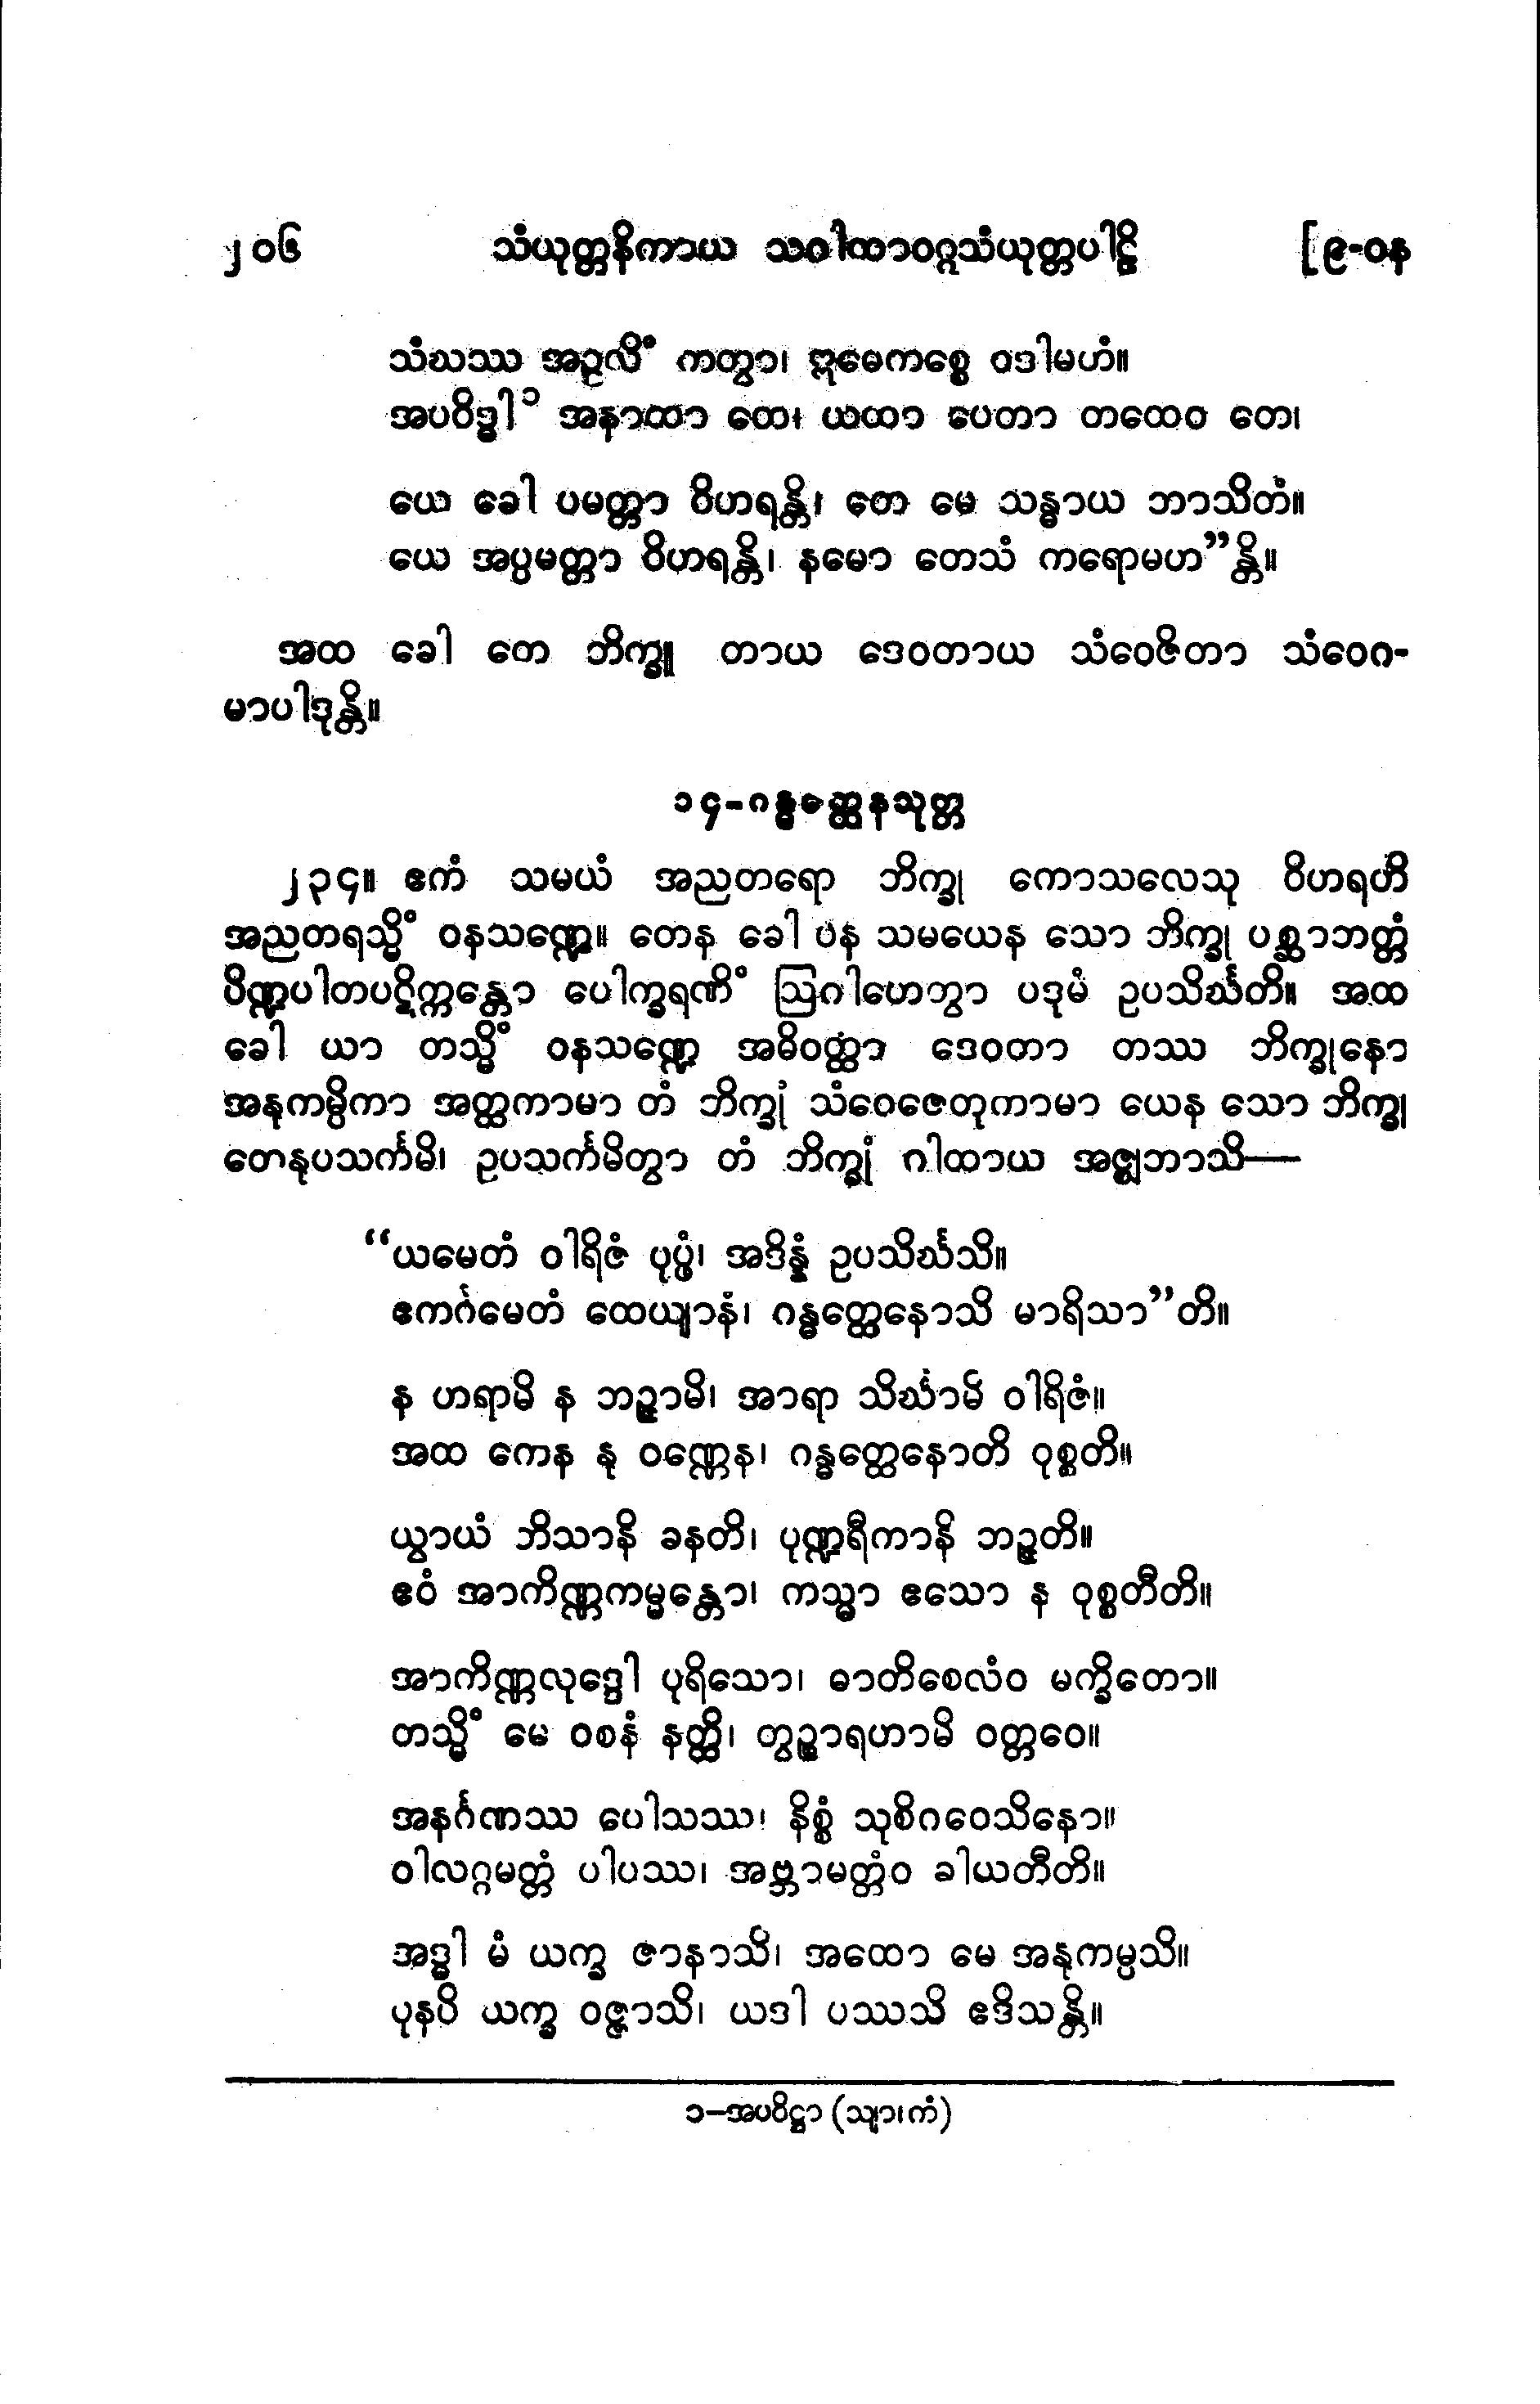 ၂၀၆ သံယုတ္တနိကာယ သဂါထာဝဂ္ဂသံယုတ္တပါဠိ [၉-ဝန
သံဃဿ အဉ္ဇလိံ ကတွာ၊ ဣဓေကစ္စေ ဝဒါမဟံ။
အပဝိဒ္ဓါ ၁ အနာထာ တေ၊ ယထာ ပေတာ တထေဝ တေ၊
ယေ ခေါ ပမတ္တာ ဝိဟရန္တိ၊ တေ မေ သန္ဓာယ ဘာသိတံ။
ယေ အပ္ပမတ္တာ ဝိဟရန္တိ၊ နမော တေသံ ကရောမဟ”န္တိ။
အထ ခေါ တေ ဘိက္ခူ တာယ ဒေဝတာယ သံဝေဇိတာ သံဝေဂ-
မာပါဒုန္တိ။
၁၄-ဂန္ဓတ္ထေနသုတ္တ
၂၃၄။ ဧကံ သမယံ အညတရော ဘိက္ခု ကောသလေသု ဝိဟရတိ
အညတရသ္မိံ ဝနသဏ္ဍေ။ တေန ခေါ ပန သမယေန သော ဘိက္ခု ပစ္ဆာဘတ္တံ
ပိဏ္ဍပါတပဋိက္ကန္တော ပေါက္ခရဏိံ ဩဂါဟေတွာ ပဒုမံ ဥပသိင်္ဃတိ။ အထ
ခေါ ယာ တသ္မိံ ဝနသဏ္ဍေ အဓိဝတ္ထာ ဒေဝတာ တဿ ဘိက္ခုနော
အနုကမ္ပိကာ အတ္ထကာမာ တံ ဘိက္ခုံ သံဝေဇေတုကာမာ ယေန သော ဘိက္ခု
တေနုပသင်္ကမိ၊ ဥပသင်္ကမိတွာ တံ ဘိက္ခုံ ဂါထာယ အဇ္ဈဘာသိ—
“ယမေတံ ဝါရိဇံ ပုပ္ဖံ၊ အဒိန္နံ ဥပသိင်္ဃသိ။
ဧကင်္ဂမေတံ ထေယျာနံ၊ ဂန္ဓတ္ထေနောသိ မာရိသာ”တိ။
န ဟရာမိ န ဘဉ္ဇာမိ၊ အာရာ သိင်္ဃာမိ ဝါရိဇံ။
အထ ကေန နု ဝဏ္ဏေန၊ ဂန္ဓတ္ထေနောတိ ဝုစ္စတိ။
ယွာယံ ဘိသာနိ ခနတိ၊ ပုဏ္ဍရီကာနိ ဘဉ္ဇတိ။
ဧဝံ အာကိဏ္ဏကမ္မန္တော၊ ကသ္မာ ဧသော န ဝုစ္စတီတိ။
အာကိဏ္ဏလုဒ္ဒေါ ပုရိသော၊ ဓာတိစေလံဝ မက္ခိတော။
တသ္မိံ မေ ဝစနံ နတ္ထိ၊ တွဉ္စာရဟာမိ ဝတ္တဝေ။
အနင်္ဂဏဿ ပေါသဿ၊ နိစ္စံ သုစိဂဝေသိနော။
ဝါလဂ္ဂမတ္တံ ပါပဿ၊ အဗ္ဘာမတ္တံဝ ခါယတီတိ။
အဒ္ဓါ မံ ယက္ခ ဇာနာသိ၊ အထော မေ အနုကမ္ပသိ။
ပုနပိ ယက္ခ ဝဇ္ဇာသိ၊ ယဒါ ပဿသိ ဧဒိသန္တိ။
၁–အပဝိဋ္ဌာ (သျာ၊ကံ)